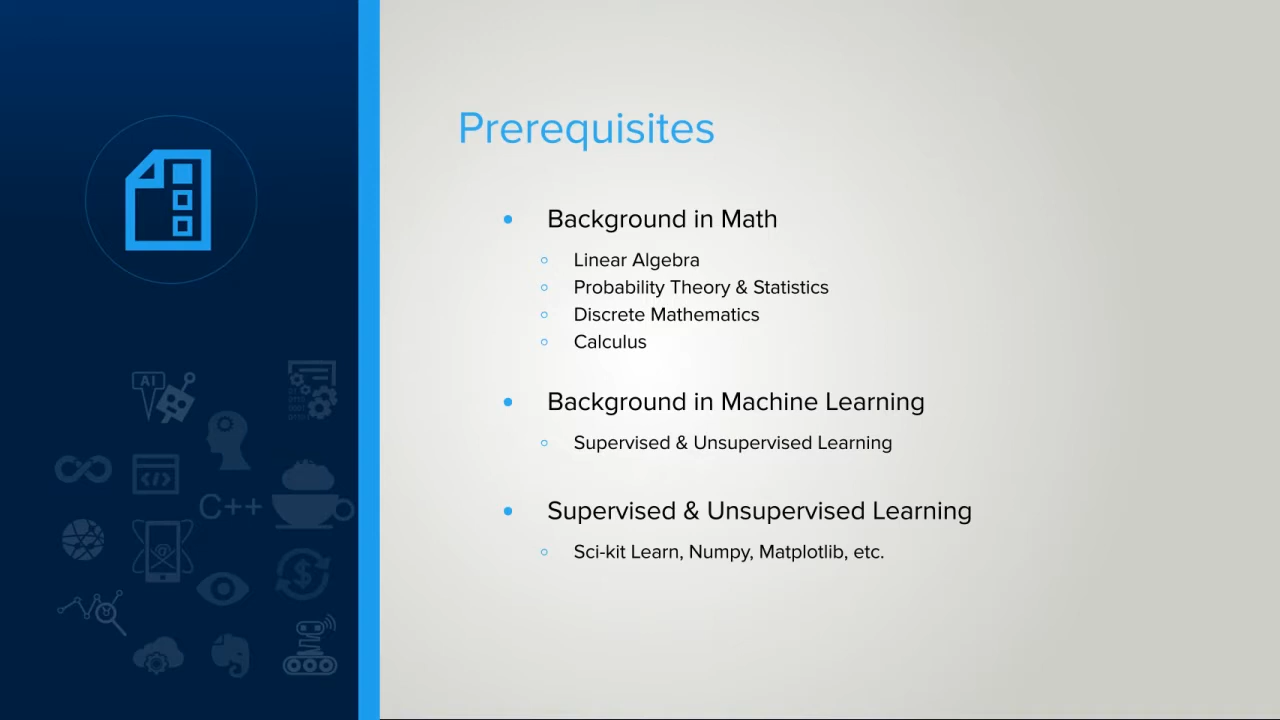 Prerequisites
Background in Math
Linear Algebra
Probability Theory & Statistics
Discrete Mathematics
Calculus
Background in Machine Learning
Supervised & Unsupervised Learning
Supervised & Unsupervised Learning
Sci-kit Learn, Numpy, Matplotlib, etc.
AI
C++